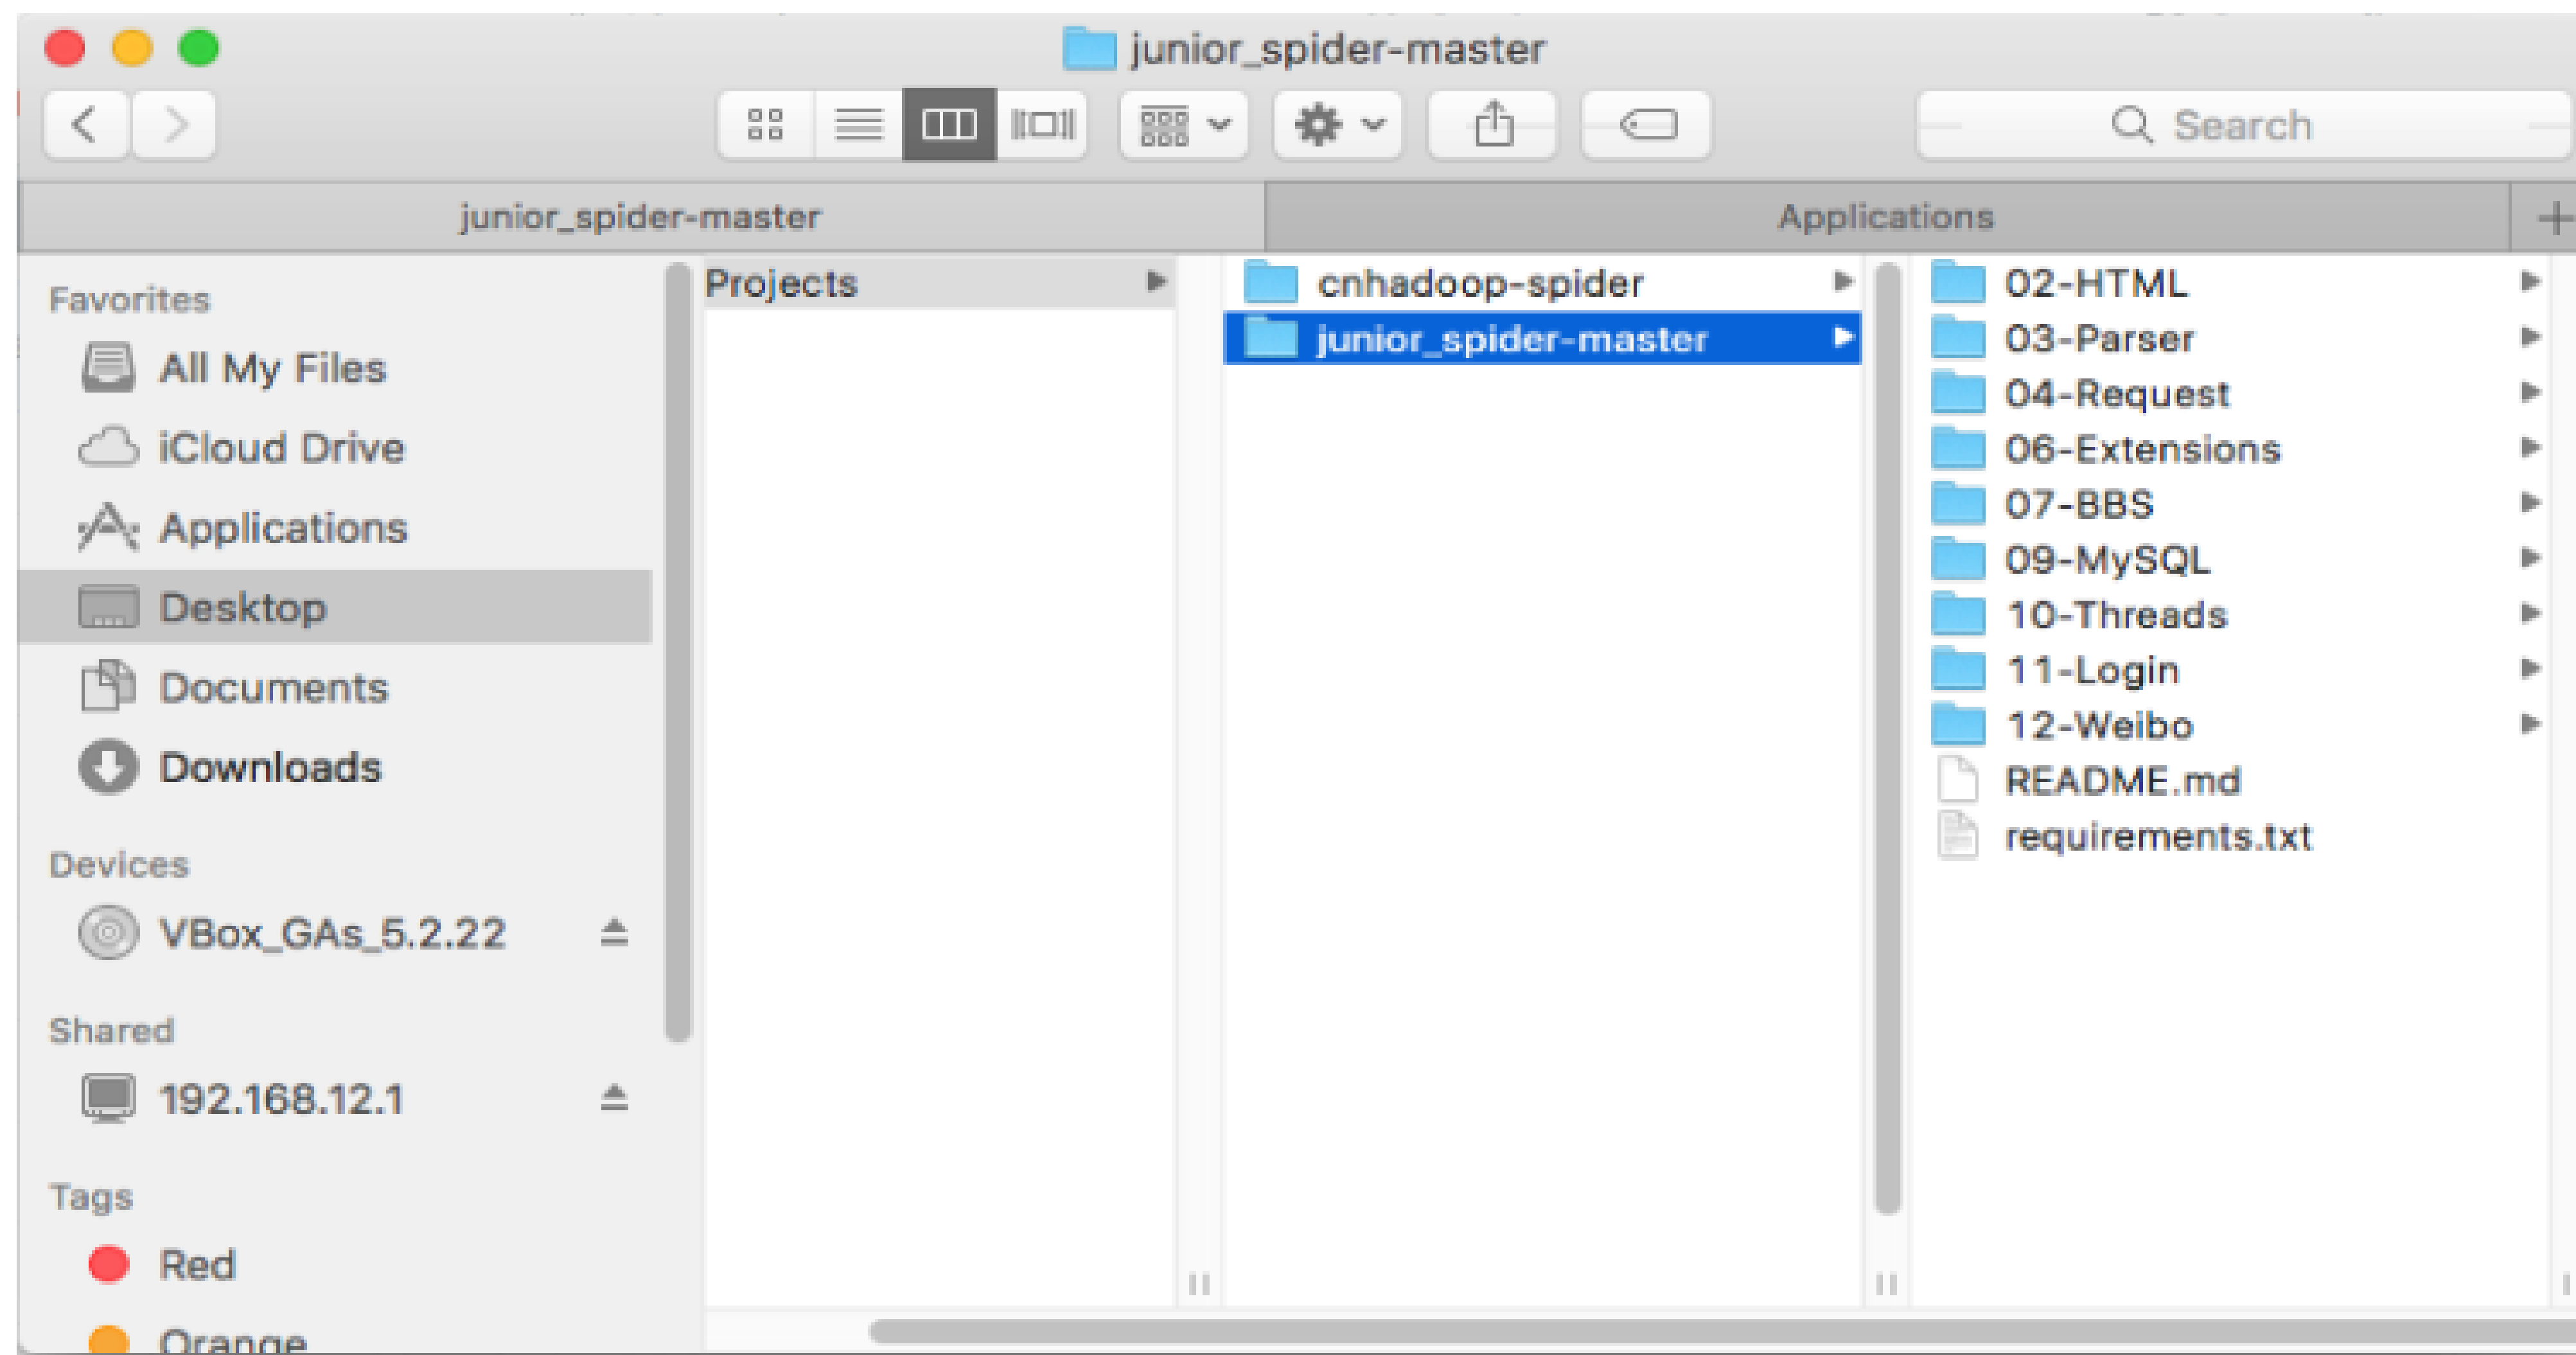 junior_spider-master
Search
junior_spider-master
Applications
Favorites
All My Files
iCloud Drive
Applications
Desktop
Documents
Downloads
Devices
VBox_GAs_5.2.22
Shared
192.168.12.1
Tags
Red
Orange
Projects
cnhadoop-spider
junior_spider-master
02-HTML
03-Parser
04-Request
06-Extensions
07-BBS
09-MySQL
10-Threads
11-Login
12-Weibo
README.md
requirements.txt